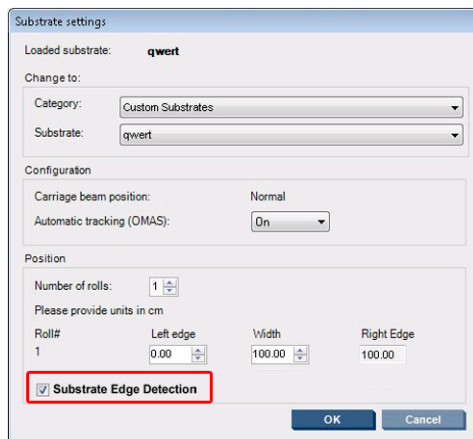 Substrate settings
Loaded substrate: qwert
Change to:
Category: Custom Substrates
Substrate: qwert
Configuration
Carriage beam position: Normal
Automatic tracking (OMAS): On
Position
Number of rolls: 1
Please provide units in cm
Roll# Left edge Width Right Edge
1 0.00 100.00 100.00
Substrate Edge Detection
OK Cancel